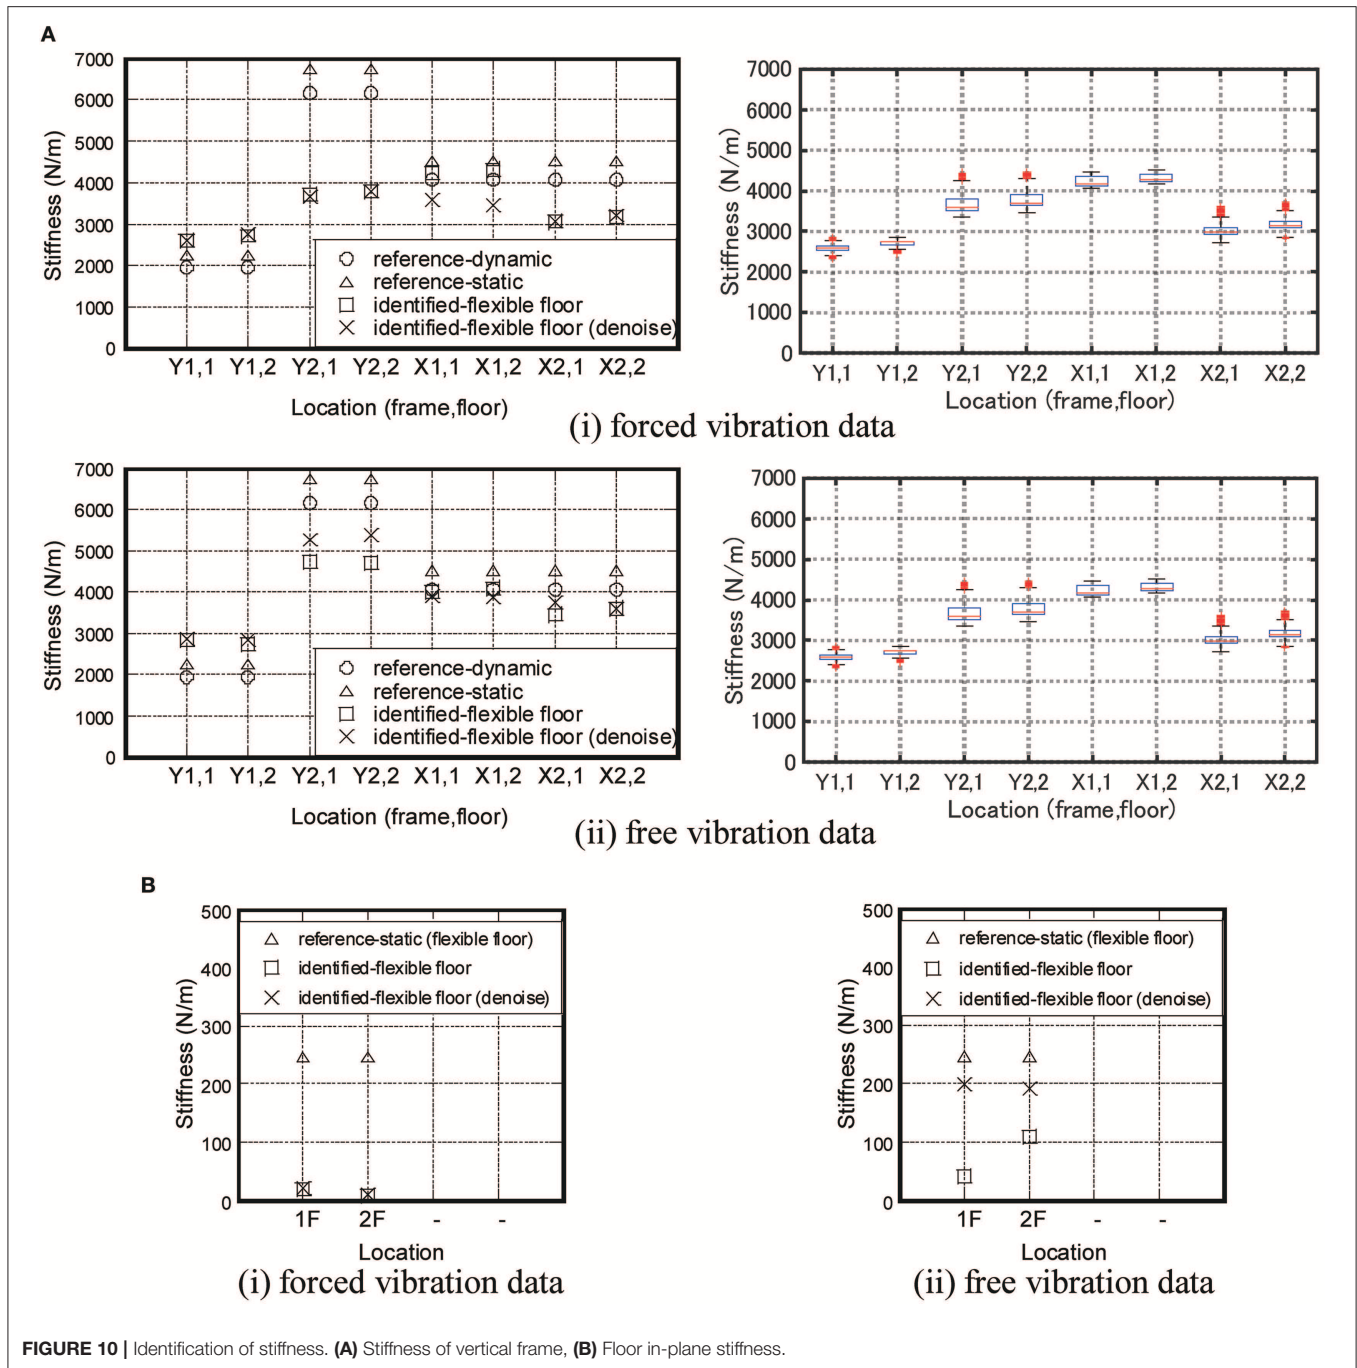 A
7000
6000
5000
4000
3000
2000
1000
0
Stiffness (N/m)
reference-dynamic
reference-static
identified-flexible floor
identified-flexible floor (denoise)
Y1,1 Y1,2 Y2,1 Y2,2 X1,1 X1,2 X2,1 X2,2
Location (frame,floor)
7000
6000
5000
4000
3000
2000
1000
0
Stiffness (N/m)
Y1,1 Y1,2 Y2,1 Y2,2 X1,1 X1,2 X2,1 X2,2
Location (frame,floor)
(i) forced vibration data
7000
6000
5000
4000
3000
2000
1000
0
Stiffness (N/m)
reference-dynamic
reference-static
identified-flexible floor
identified-flexible floor (denoise)
Y1,1 Y1,2 Y2,1 Y2,2 X1,1 X1,2 X2,1 X2,2
Location (frame,floor)
7000
6000
5000
4000
3000
2000
1000
0
Stiffness (N/m)
Y1,1 Y1,2 Y2,1 Y2,2 X1,1 X1,2 X2,1 X2,2
Location (frame,floor)
(ii) free vibration data
B
500
400
300
200
100
0
Stiffness (N/m)
reference-static (flexible floor)
identified-flexible floor
identified-flexible floor (denoise)
1F 2F - -
Location
(i) forced vibration data
500
400
300
200
100
0
Stiffness (N/m)
reference-static (flexible floor)
identified-flexible floor
identified-flexible floor (denoise)
1F 2F - -
Location
(ii) free vibration data
FIGURE 10 | Identification of stiffness. (A) Stiffness of vertical frame, (B) Floor in-plane stiffness.